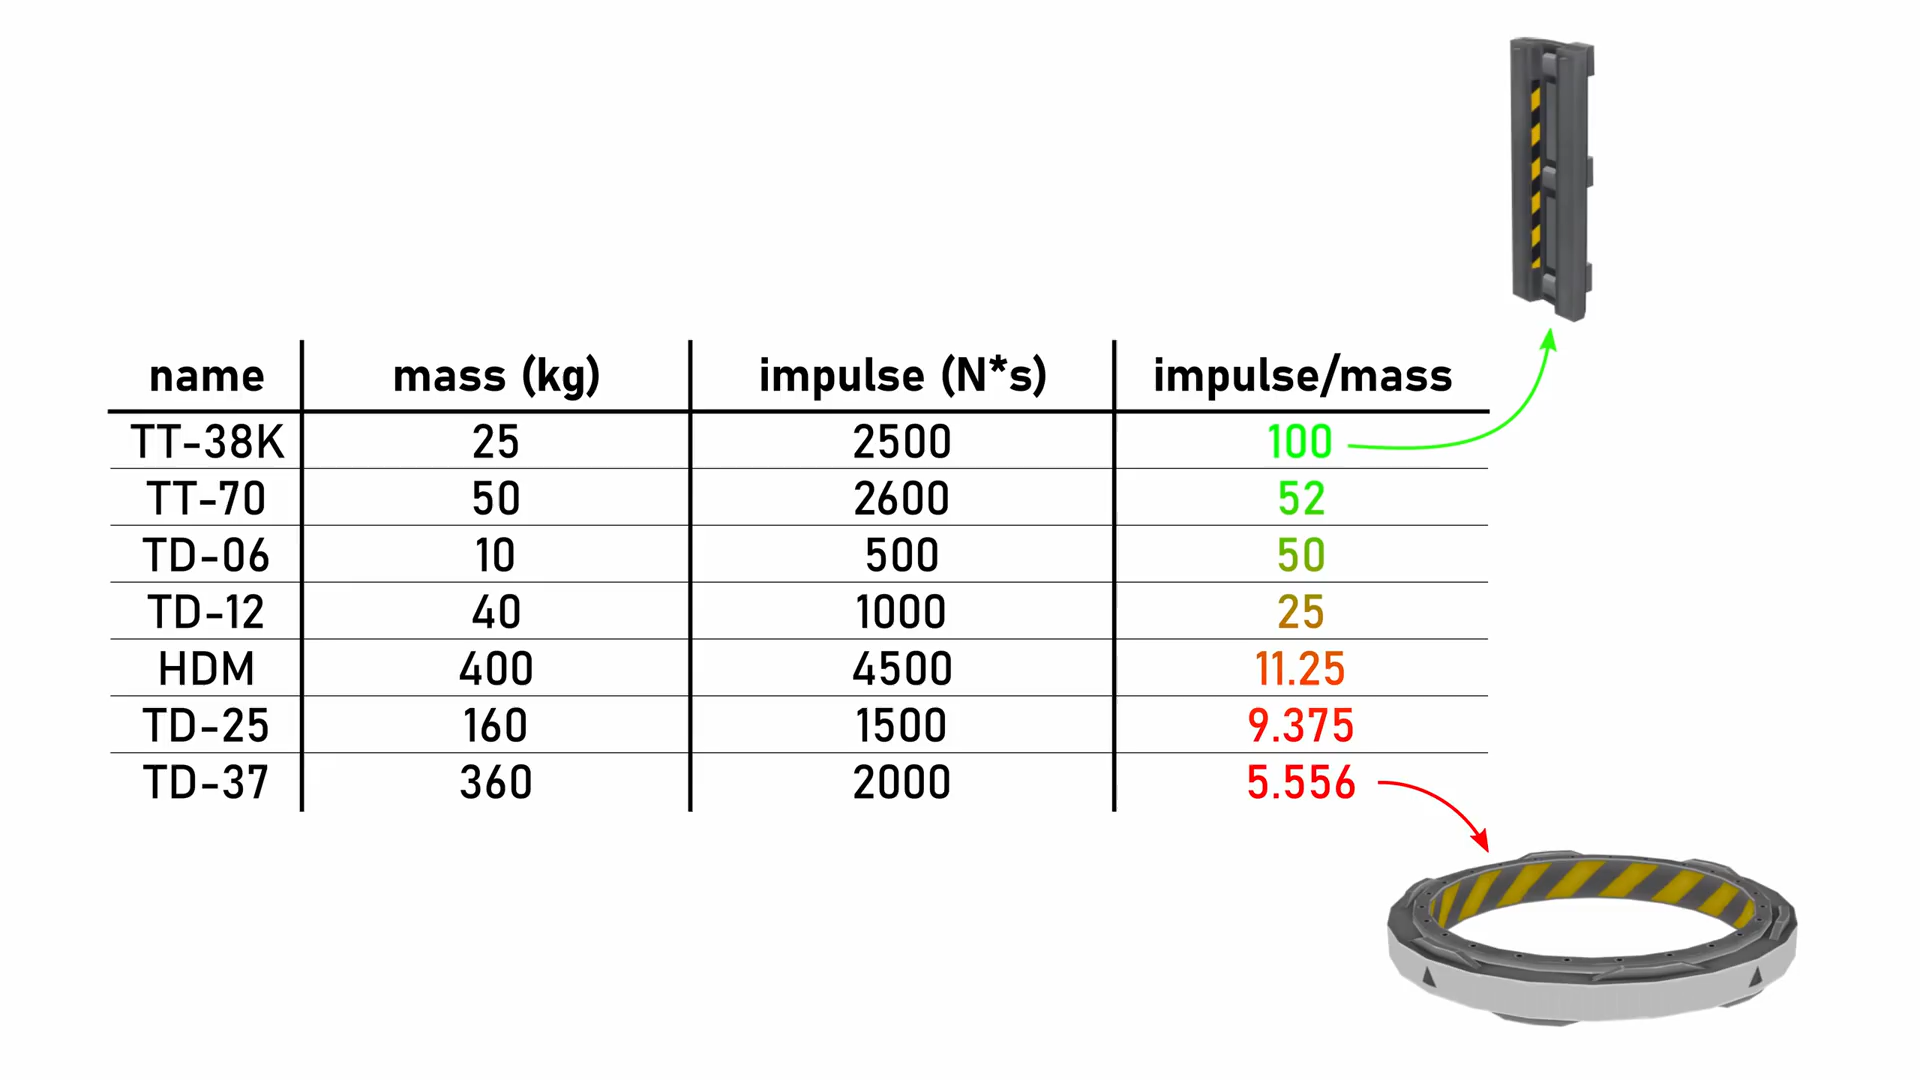 name mass (kg) impulse (N*s) impulse/mass
TT-38K 25 2500 100
TT-70 50 2600 52
TD-06 10 500 50
TD-12 40 1000 25
HDM 400 4500 11.25
TD-25 160 1500 9.375
TD-37 360 2000 5.556